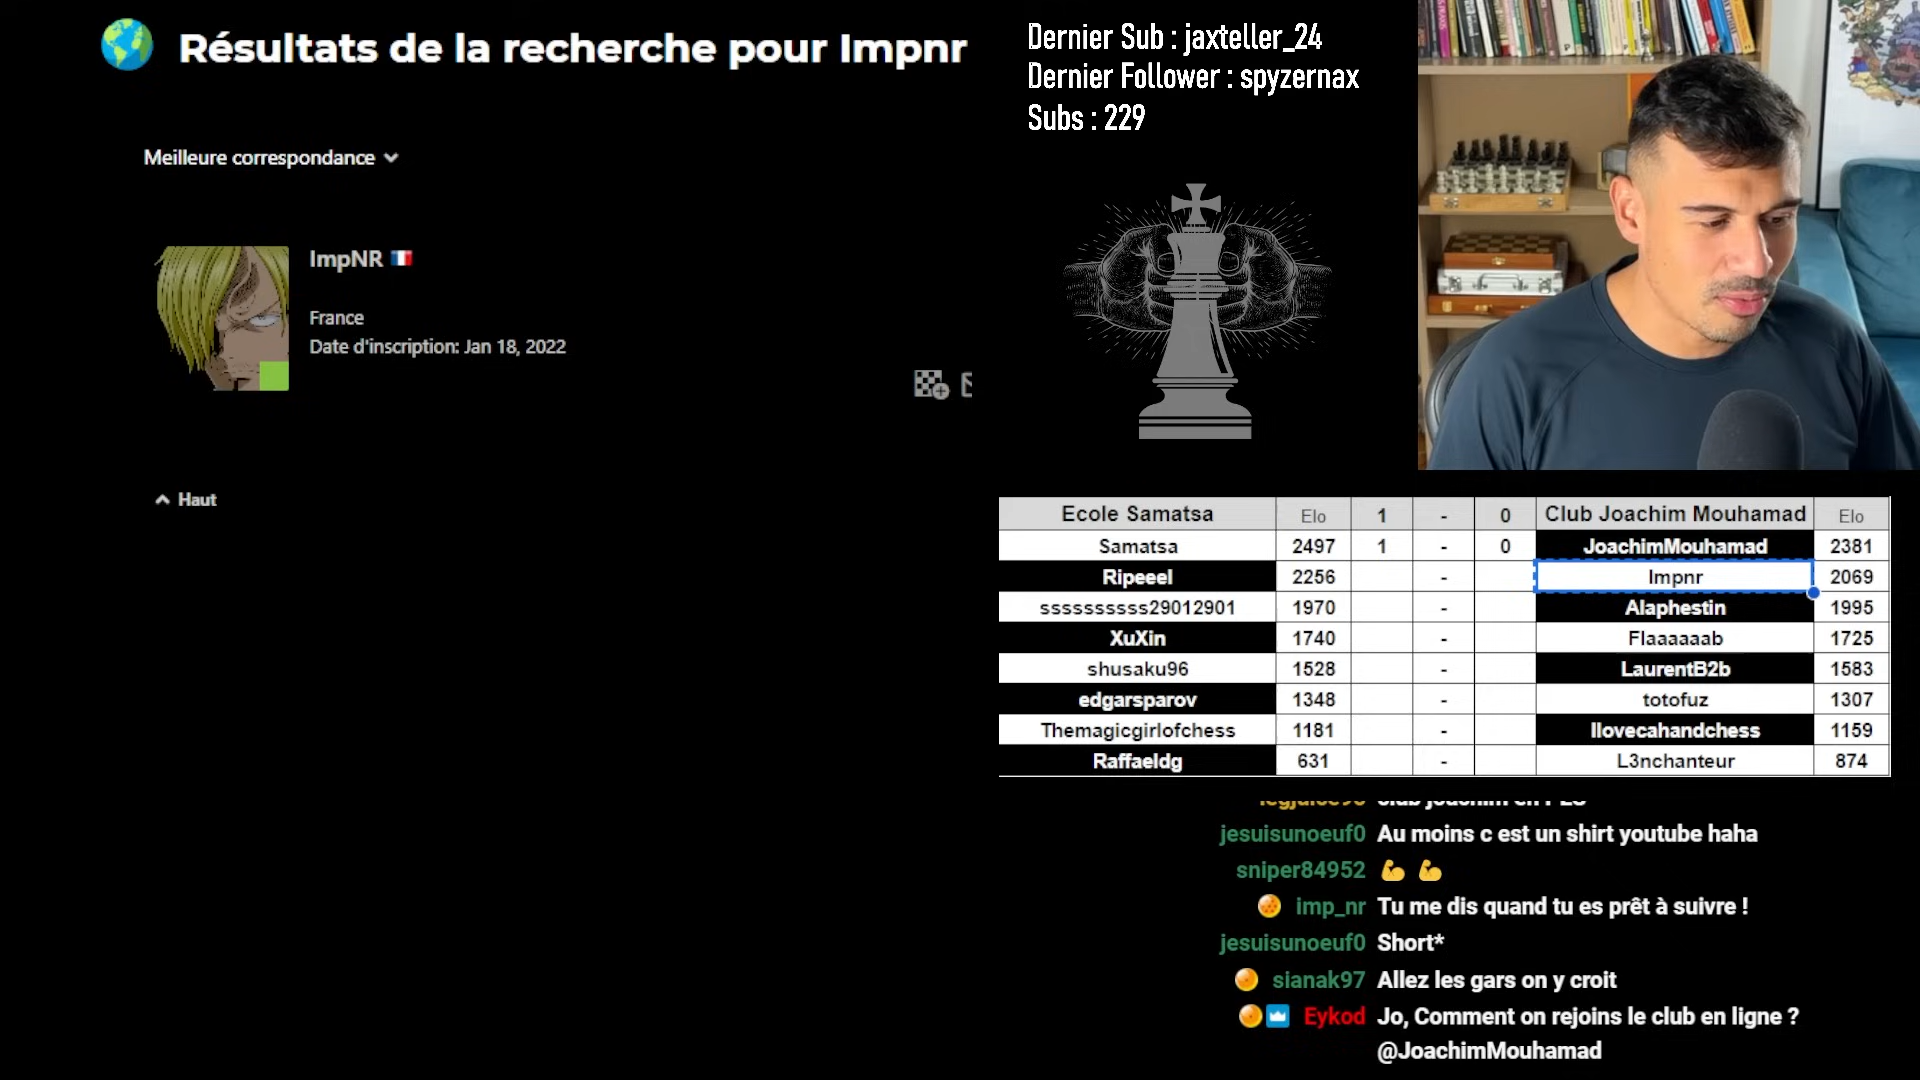 Résultats de la recherche pour Impnr
Meilleure correspondance
ImpNR
France
Date d'inscription: Jan 18, 2022
Haut
Dernier Sub : jaxteller_24
Dernier Follower : spyzernax
Subs : 229
Ecole Samatsa Elo 1 - 0 Club Joachim Mouhamad Elo
Samatsa 2497 1 - 0 JoachimMouhamad 2381
Ripeeel 2256 - Impnr 2069
ssssssssss29012901 1970 - Alaphestin 1995
XuXin 1740 - Flaaaaaab 1725
shusaku96 1528 - LaurentB2b 1583
edgarsparov 1348 - totofuz 1307
Themagicgirlofchess 1181 - Ilovecahandchess 1159
Raffaeldg 631 - L3nchanteur 874
jesuisunoeuf0 Au moins c est un shirt youtube haha
sniper84952 💪 💪
imp_nr Tu me dis quand tu es prêt à suivre !
jesuisunoeuf0 Short*
sianak97 Allez les gars on y croit
Eykod Jo, Comment on rejoins le club en ligne ?
@JoachimMouhamad